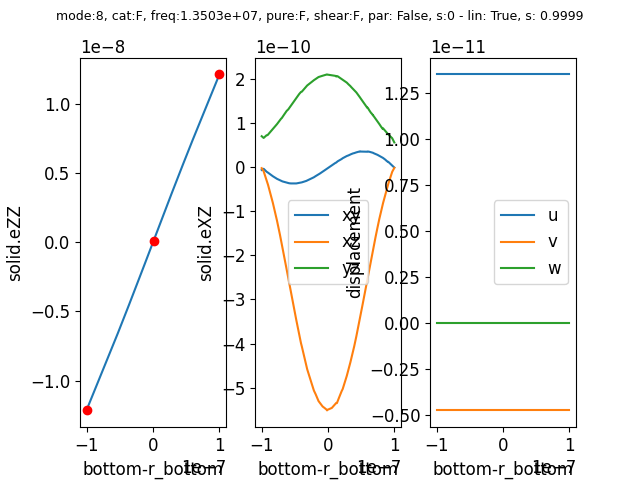 mode:8, cat:F, freq:1.3503e+07, pure:F, shear:F, par: False, s:0 - lin: True, s: 0.9999
1e−8
1e−10
1e−11
solid.eZZ
1.0
0.5
0.0
−0.5
−1.0
−1
0
1
bottom-r_bottom
1e−7
solid.eXZ
2
1
0
−1
−2
−3
−4
−5
xz
−1
0
1
bottom-r_bottom
1e−7
displacement
1.25
1.00
0.75
0.50
0.25
0.00
−0.25
−0.50
u
v
w
−1
0
1
bottom-r_bottom
1e−7